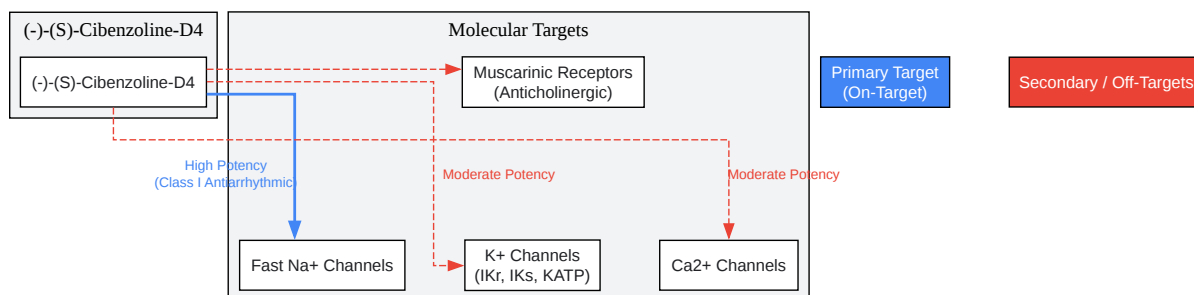 (-)-(S)-Cibenzoline-D4
(-)-(S)-Cibenzoline-D4
Molecular Targets
Muscarinic Receptors
(Anticholinergic)
Primary Target
(On-Target)
Secondary / Off-Targets
High Potency
(Class I Antiarrhythmic)
Moderate Potency
Moderate Potency
Fast Na+ Channels
K+ Channels
(IKr, IKs, KATP)
Ca2+ Channels